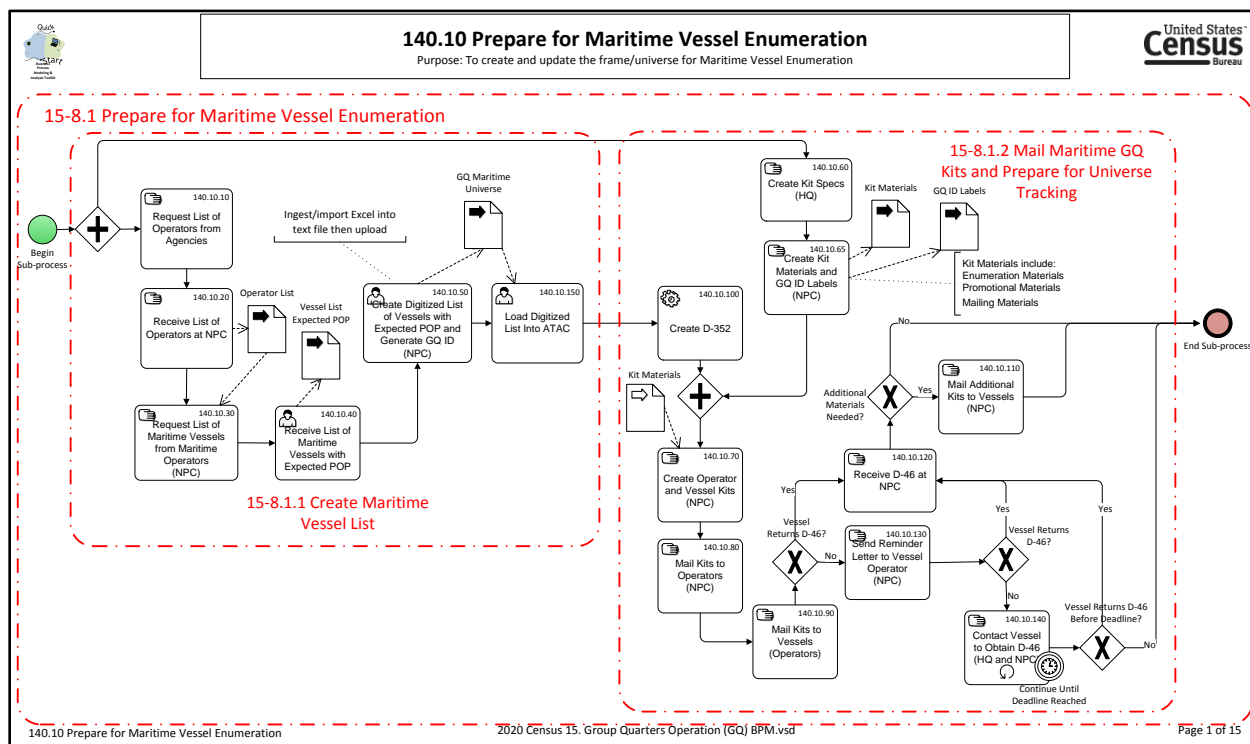 Quick
Start
Business
Process
Modeling &
Analysis Toolkit
140.10 Prepare for Maritime Vessel Enumeration
Purpose: To create and update the frame/universe for Maritime Vessel Enumeration
United States™
Census
Bureau
15-8.1 Prepare for Maritime Vessel Enumeration
Begin
Sub-process
140.10.10
Request List of
Operators from
Agencies
140.10.20
Receive List of
Operators at NPC
Operator List
140.10.30
Request List of
Maritime Vessels
from Maritime
Operators
(NPC)
Vessel List
Expected POP
140.10.40
Receive List of
Maritime
Vessels with
Expected POP
Ingest/import Excel into
text file then upload
140.10.50
Create Digitized List
of Vessels with
Expected POP and
Generate GQ ID
(NPC)
GQ Maritime
Universe
140.10.150
Load Digitized
List Into ATAC
15-8.1.1 Create Maritime
Vessel List
15-8.1.2 Mail Maritime GQ
Kits and Prepare for Universe
Tracking
140.10.60
Create Kit Specs
(HQ)
140.10.65
Create Kit
Materials and
GQ ID Labels
(NPC)
Kit Materials
GQ ID Labels
Kit Materials include:
Enumeration Materials
Promotional Materials
Mailing Materials
140.10.100
Create D-352
Kit Materials
140.10.70
Create Operator
and Vessel Kits
(NPC)
140.10.80
Mail Kits to
Operators (NPC)
140.10.90
Mail Kits to
Vessels
(Operators)
Vessel
Returns D-46?
Yes
No
140.10.120
Receive D-46 at
NPC
Additional
Materials
Needed?
No
Yes
140.10.110
Mail Additional
Kits to Vessels
(NPC)
140.10.130
Send Reminder
Letter to Vessel
Operator
(NPC)
Vessel Returns
D-46?
Yes
No
140.10.140
Contact Vessel
to Obtain D-46
(HQ and NPC)
Continue Until
Deadline Reached
Vessel Returns D-46
Before Deadline?
Yes
No
End Sub-process
140.10 Prepare for Maritime Vessel Enumeration
2020 Census 15. Group Quarters Operation (GQ) BPM.vsd
Page 1 of 15